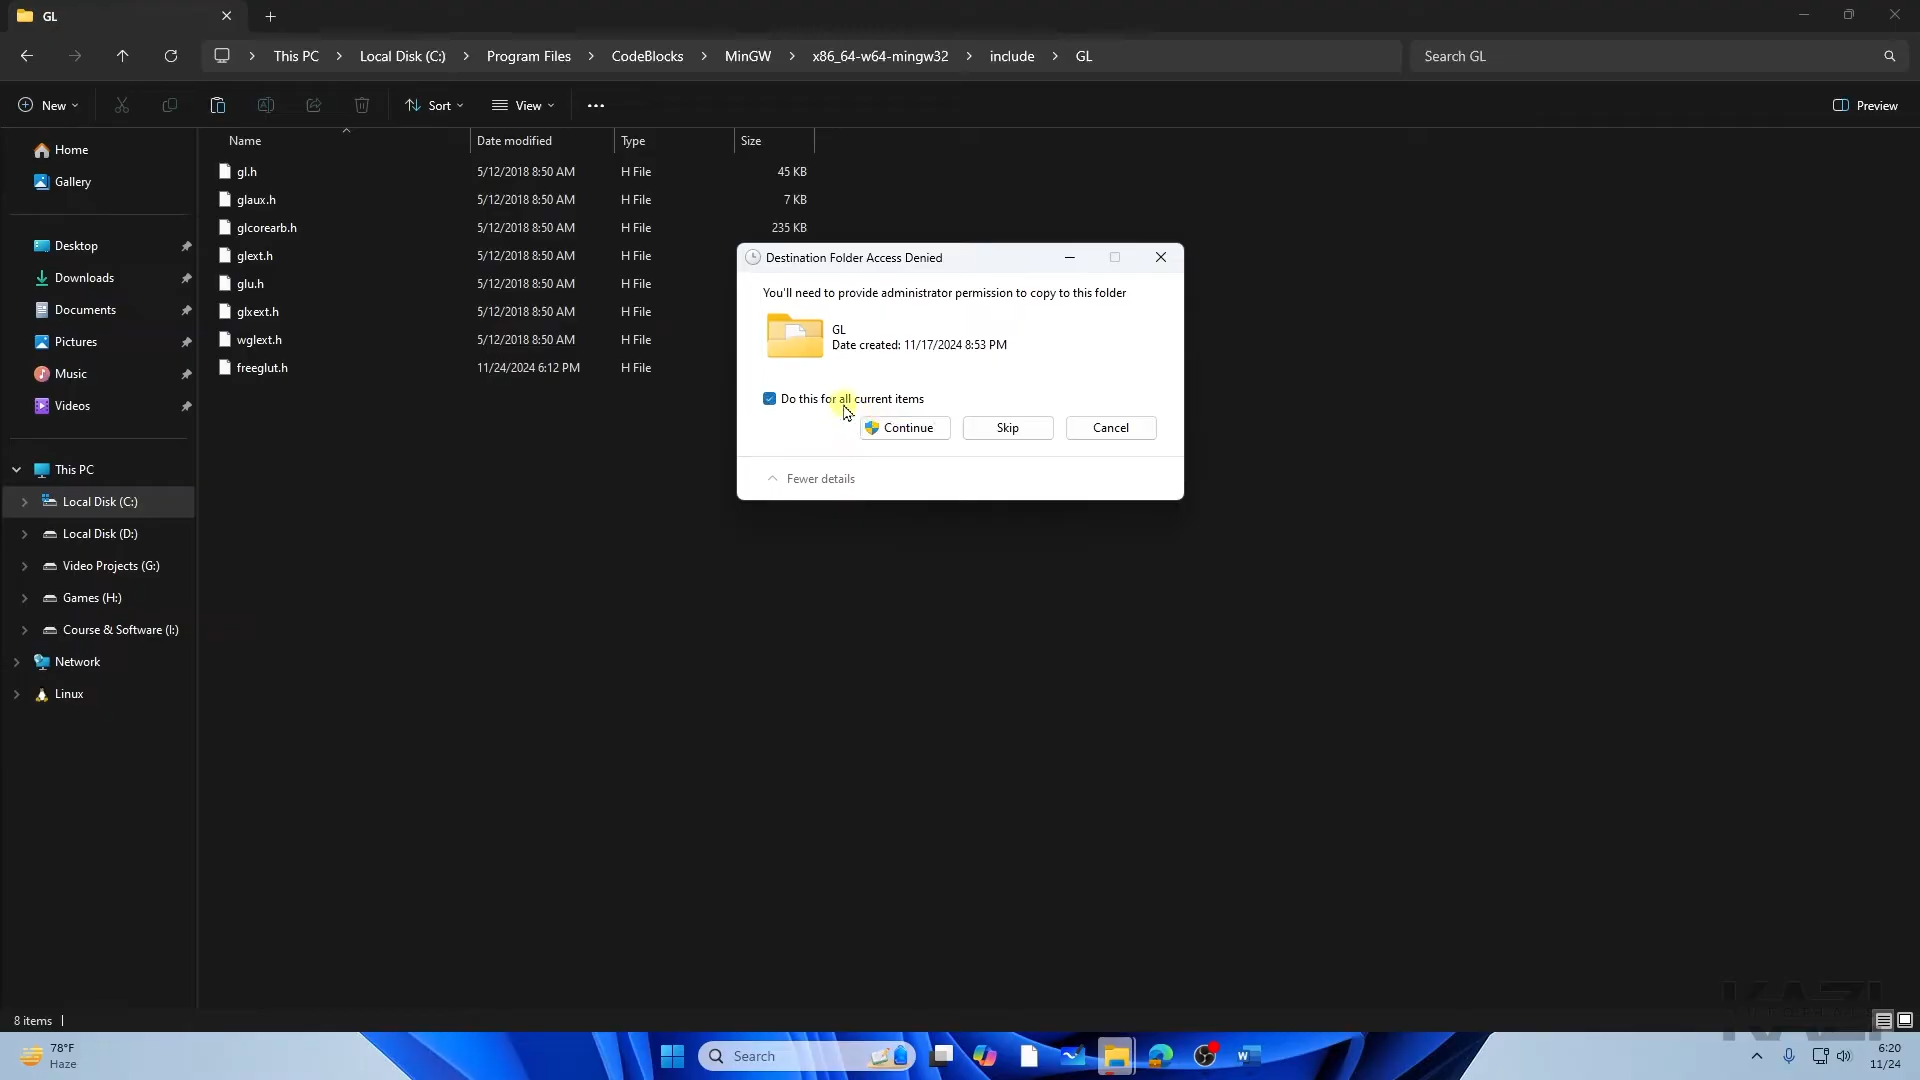 GL
This PC
Local Disk (C:)
Program Files
CodeBlocks
MinGW
x86_64-w64-mingw32
include
GL
Search GL
New
Sort
View
Preview
Name
Date modified
Type
Size
gl.h 5/12/2018 8:50 AM H File 45 KB
glaux.h 5/12/2018 8:50 AM H File 7 KB
glcorearb.h 5/12/2018 8:50 AM H File 235 KB
glext.h 5/12/2018 8:50 AM H File
glu.h 5/12/2018 8:50 AM H File
glxext.h 5/12/2018 8:50 AM H File
wglext.h 5/12/2018 8:50 AM H File
freeglut.h 11/24/2024 6:12 PM H File
Home
Gallery
Desktop
Downloads
Documents
Pictures
Music
Videos
This PC
Local Disk (C:)
Local Disk (D:)
Video Projects (G:)
Games (H:)
Course & Software (I:)
Network
Linux
Destination Folder Access Denied
You'll need to provide administrator permission to copy to this folder
GL
Date created: 11/17/2024 8:53 PM
Do this for all current items
Continue
Skip
Cancel
Fewer details
8 items
78°F
Haze
Search
6:20
11/24